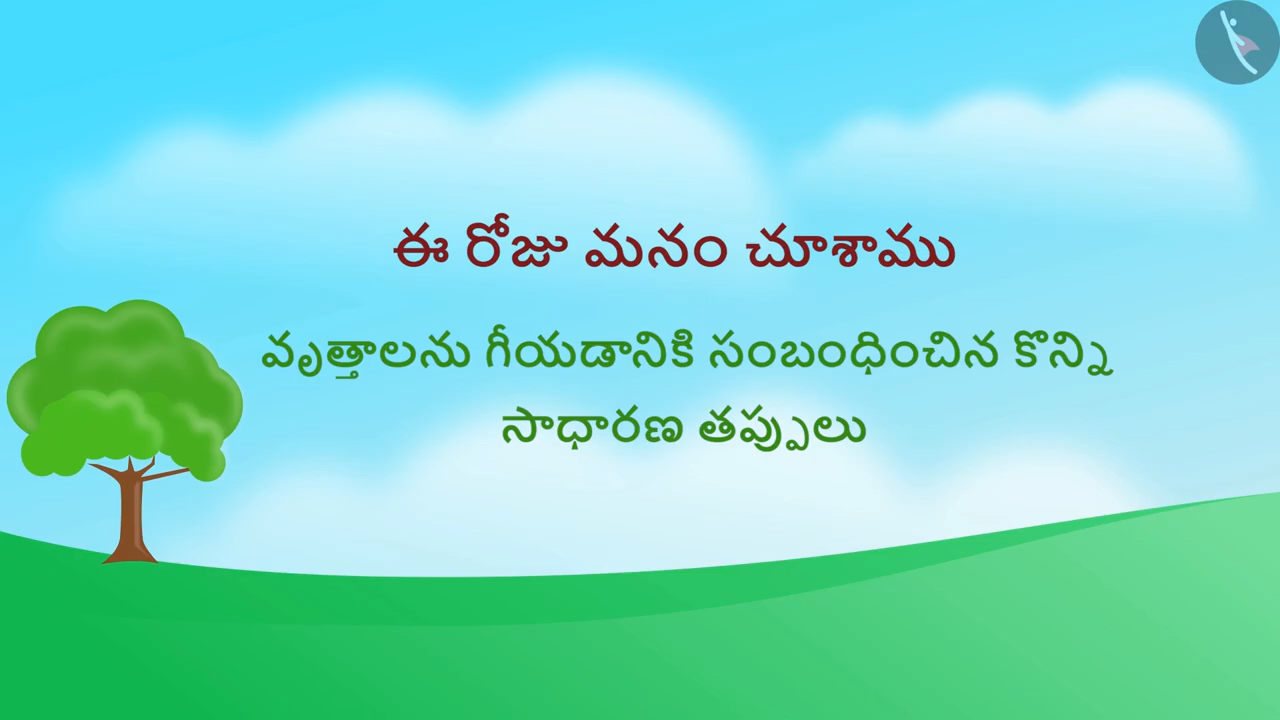 ఈ రోజు మనం చూశాము
వృత్తాలను గీయడానికి సంబంధించిన కొన్ని
సాధారణ తప్పులు